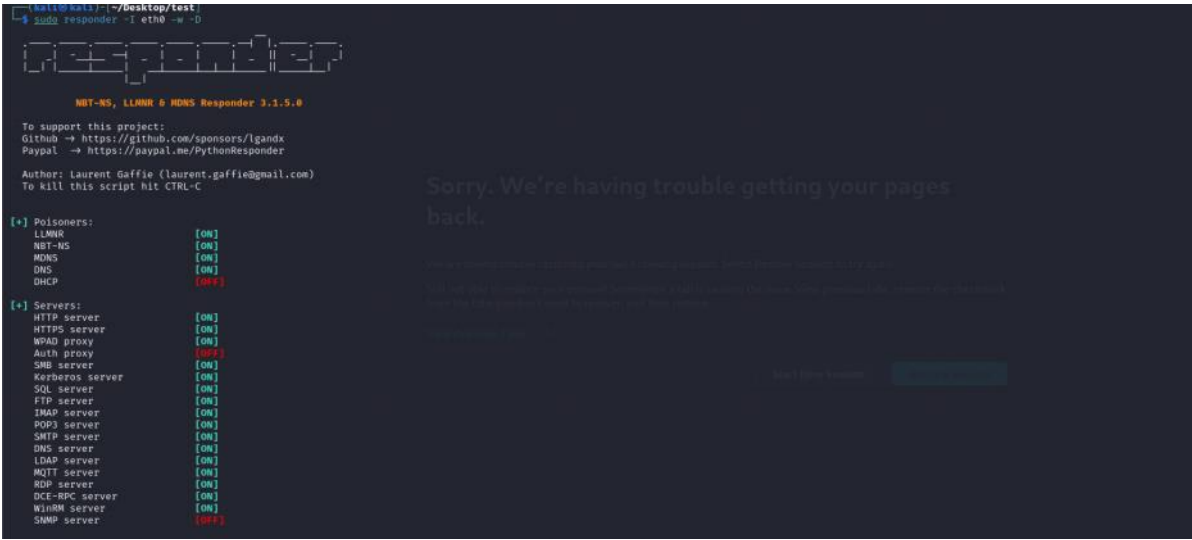 (kali㉿kali)-[~/Desktop/test]
$ sudo responder -I eth0 -w -D
NBT-NS, LLMNR & MDNS Responder 3.1.5.0
To support this project:
Github → https://github.com/sponsors/lgandx
Paypal → https://paypal.me/PythonResponder
Author: Laurent Gaffie (laurent.gaffie@gmail.com)
To kill this script hit CTRL-C
Sorry. We're having trouble getting your pages
back.
[+] Poisoners:
LLMNR [ON]
NBT-NS [ON]
MDNS [ON]
DNS [ON]
DHCP [OFF]
[+] Servers:
HTTP server [ON]
HTTPS server [ON]
WPAD proxy [ON]
Auth proxy [OFF]
SMB server [ON]
Kerberos server [ON]
SQL server [ON]
FTP server [ON]
IMAP server [ON]
POP3 server [ON]
SMTP server [ON]
DNS server [ON]
LDAP server [ON]
MQTT server [ON]
RDP server [ON]
DCE-RPC server [ON]
WinRM server [ON]
SNMP server [OFF]